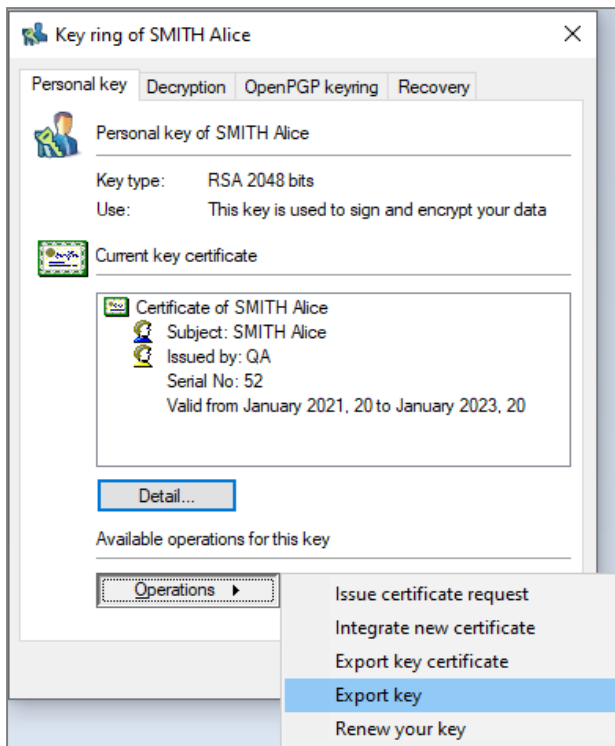 Key ring of SMITH Alice
Personal key Decryption OpenPGP keyring Recovery
Personal key of SMITH Alice
Key type: RSA 2048 bits
Use: This key is used to sign and encrypt your data
Current key certificate
Certificate of SMITH Alice
Subject: SMITH Alice
Issued by: QA
Serial No: 52
Valid from January 2021, 20 to January 2023, 20
Detail...
Available operations for this key
Operations
Issue certificate request
Integrate new certificate
Export key certificate
Export key
Renew your key